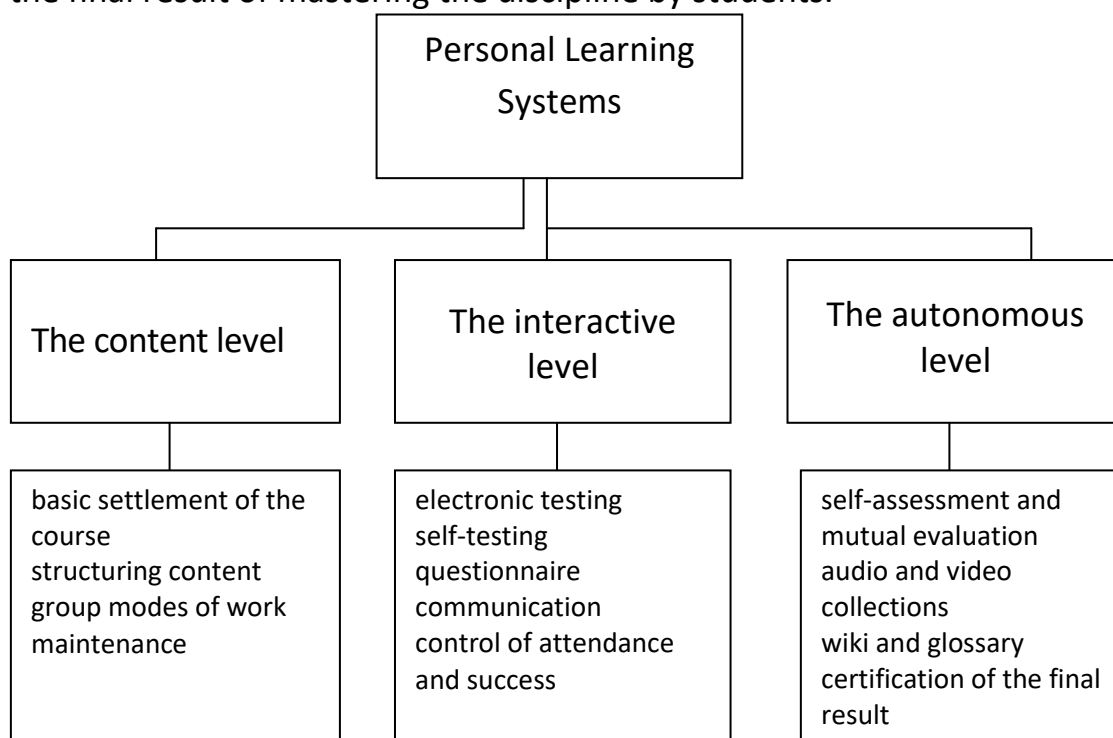 the final result of mastering the discipline by students.
Personal Learning
Systems
The content level
The interactive
level
The autonomous
level
basic settlement of the
course
structuring content
group modes of work
maintenance
electronic testing
self-testing
questionnaire
communication
control of attendance
and success
self-assessment and
mutual evaluation
audio and video
collections
wiki and glossary
certification of the final
result